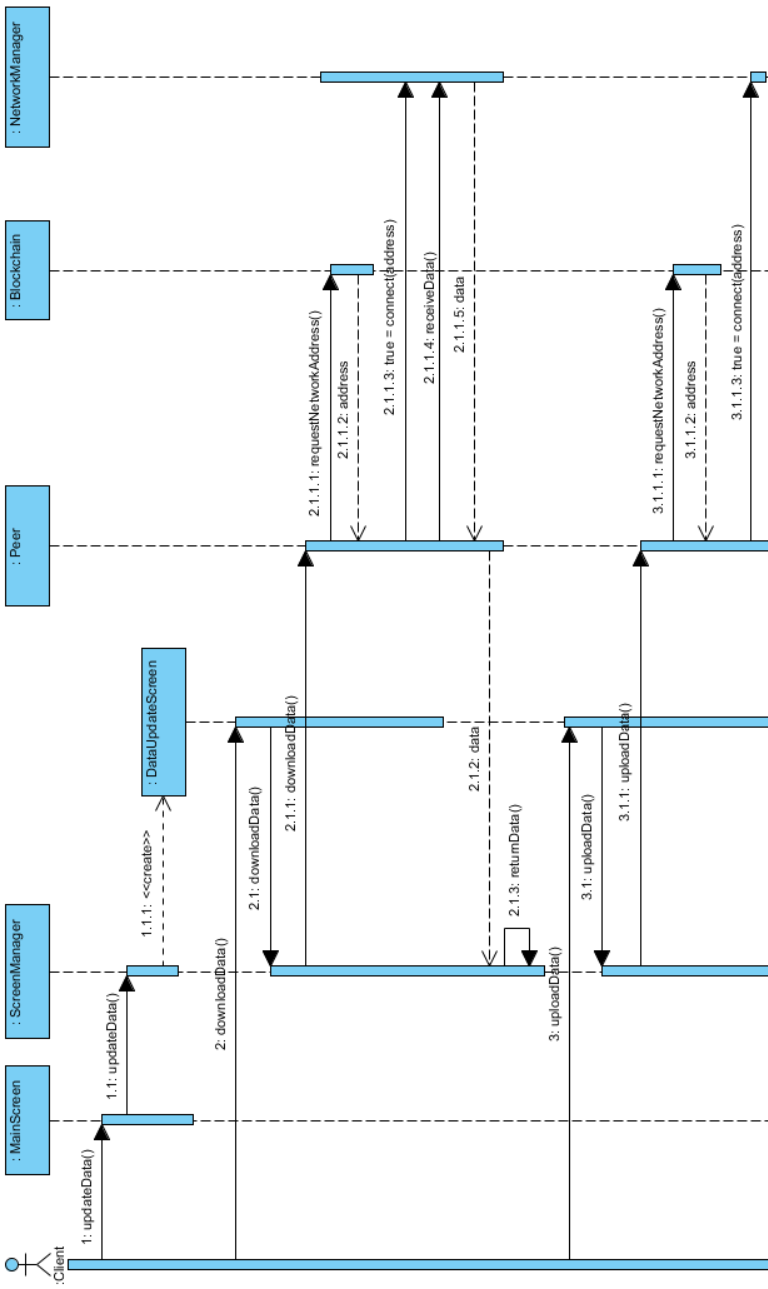 :Client
: MainScreen
: ScreenManager
: DataUpdateScreen
: Peer
: Blockchain
: NetworkManager
1: updateData()
1.1: updateData()
1.1.1: <<create>>
2: downloadData()
2.1: downloadData()
2.1.1: downloadData()
2.1.1.1: requestNetworkAddress()
2.1.1.2: address
2.1.1.3: true = connect(address)
2.1.1.4: receiveData()
2.1.1.5: data
2.1.2: data
2.1.3: returnData()
3: uploadData()
3.1: uploadData()
3.1.1: uploadData()
3.1.1.1: requestNetworkAddress()
3.1.1.2: address
3.1.1.3: true = connect(address)